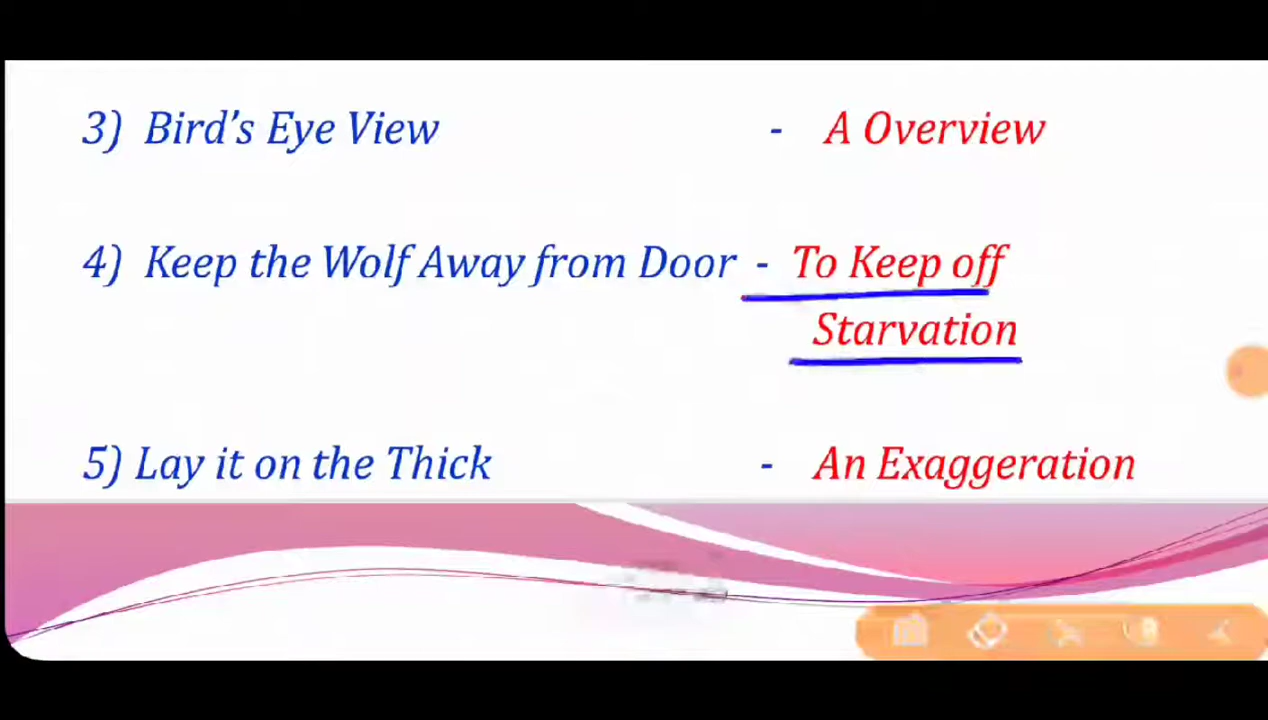 3) Bird's Eye View - A Overview
4) Keep the Wolf Away from Door - To Keep off
Starvation
5) Lay it on the Thick - An Exaggeration